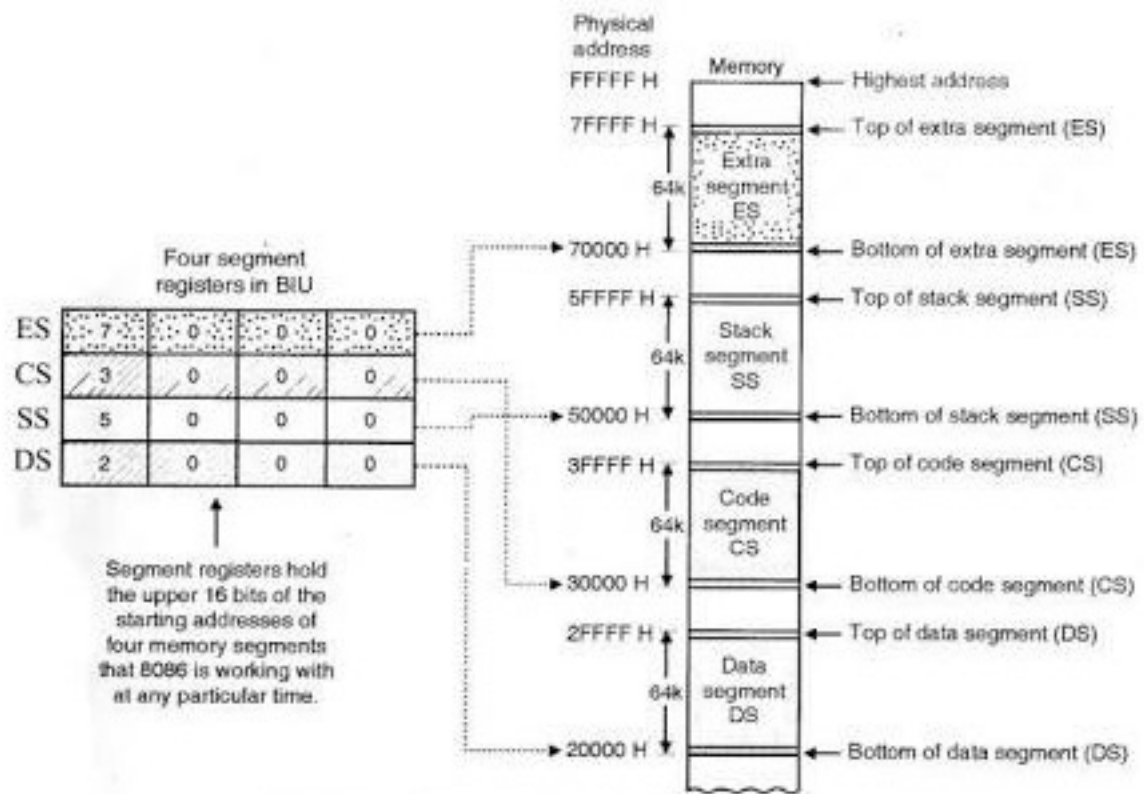 Physical
address
FFFFF H
Memory
Highest address
7FFFF H
Top of extra segment (ES)
64k
Extra
segment
ES
70000 H
Bottom of extra segment (ES)
Four segment
registers in BIU
ES 7 0 0 0
CS 3 0 0 0
SS 5 0 0 0
DS 2 0 0 0
Segment registers hold
the upper 16 bits of the
starting addresses of
four memory segments
that 8086 is working with
at any particular time.
5FFFF H
Top of stack segment (SS)
64k
Stack
segment
SS
50000 H
Bottom of stack segment (SS)
3FFFF H
Top of code segment (CS)
64k
Code
segment
CS
30000 H
Bottom of code segment (CS)
2FFFF H
Top of data segment (DS)
64k
Data
segment
DS
20000 H
Bottom of data segment (DS)